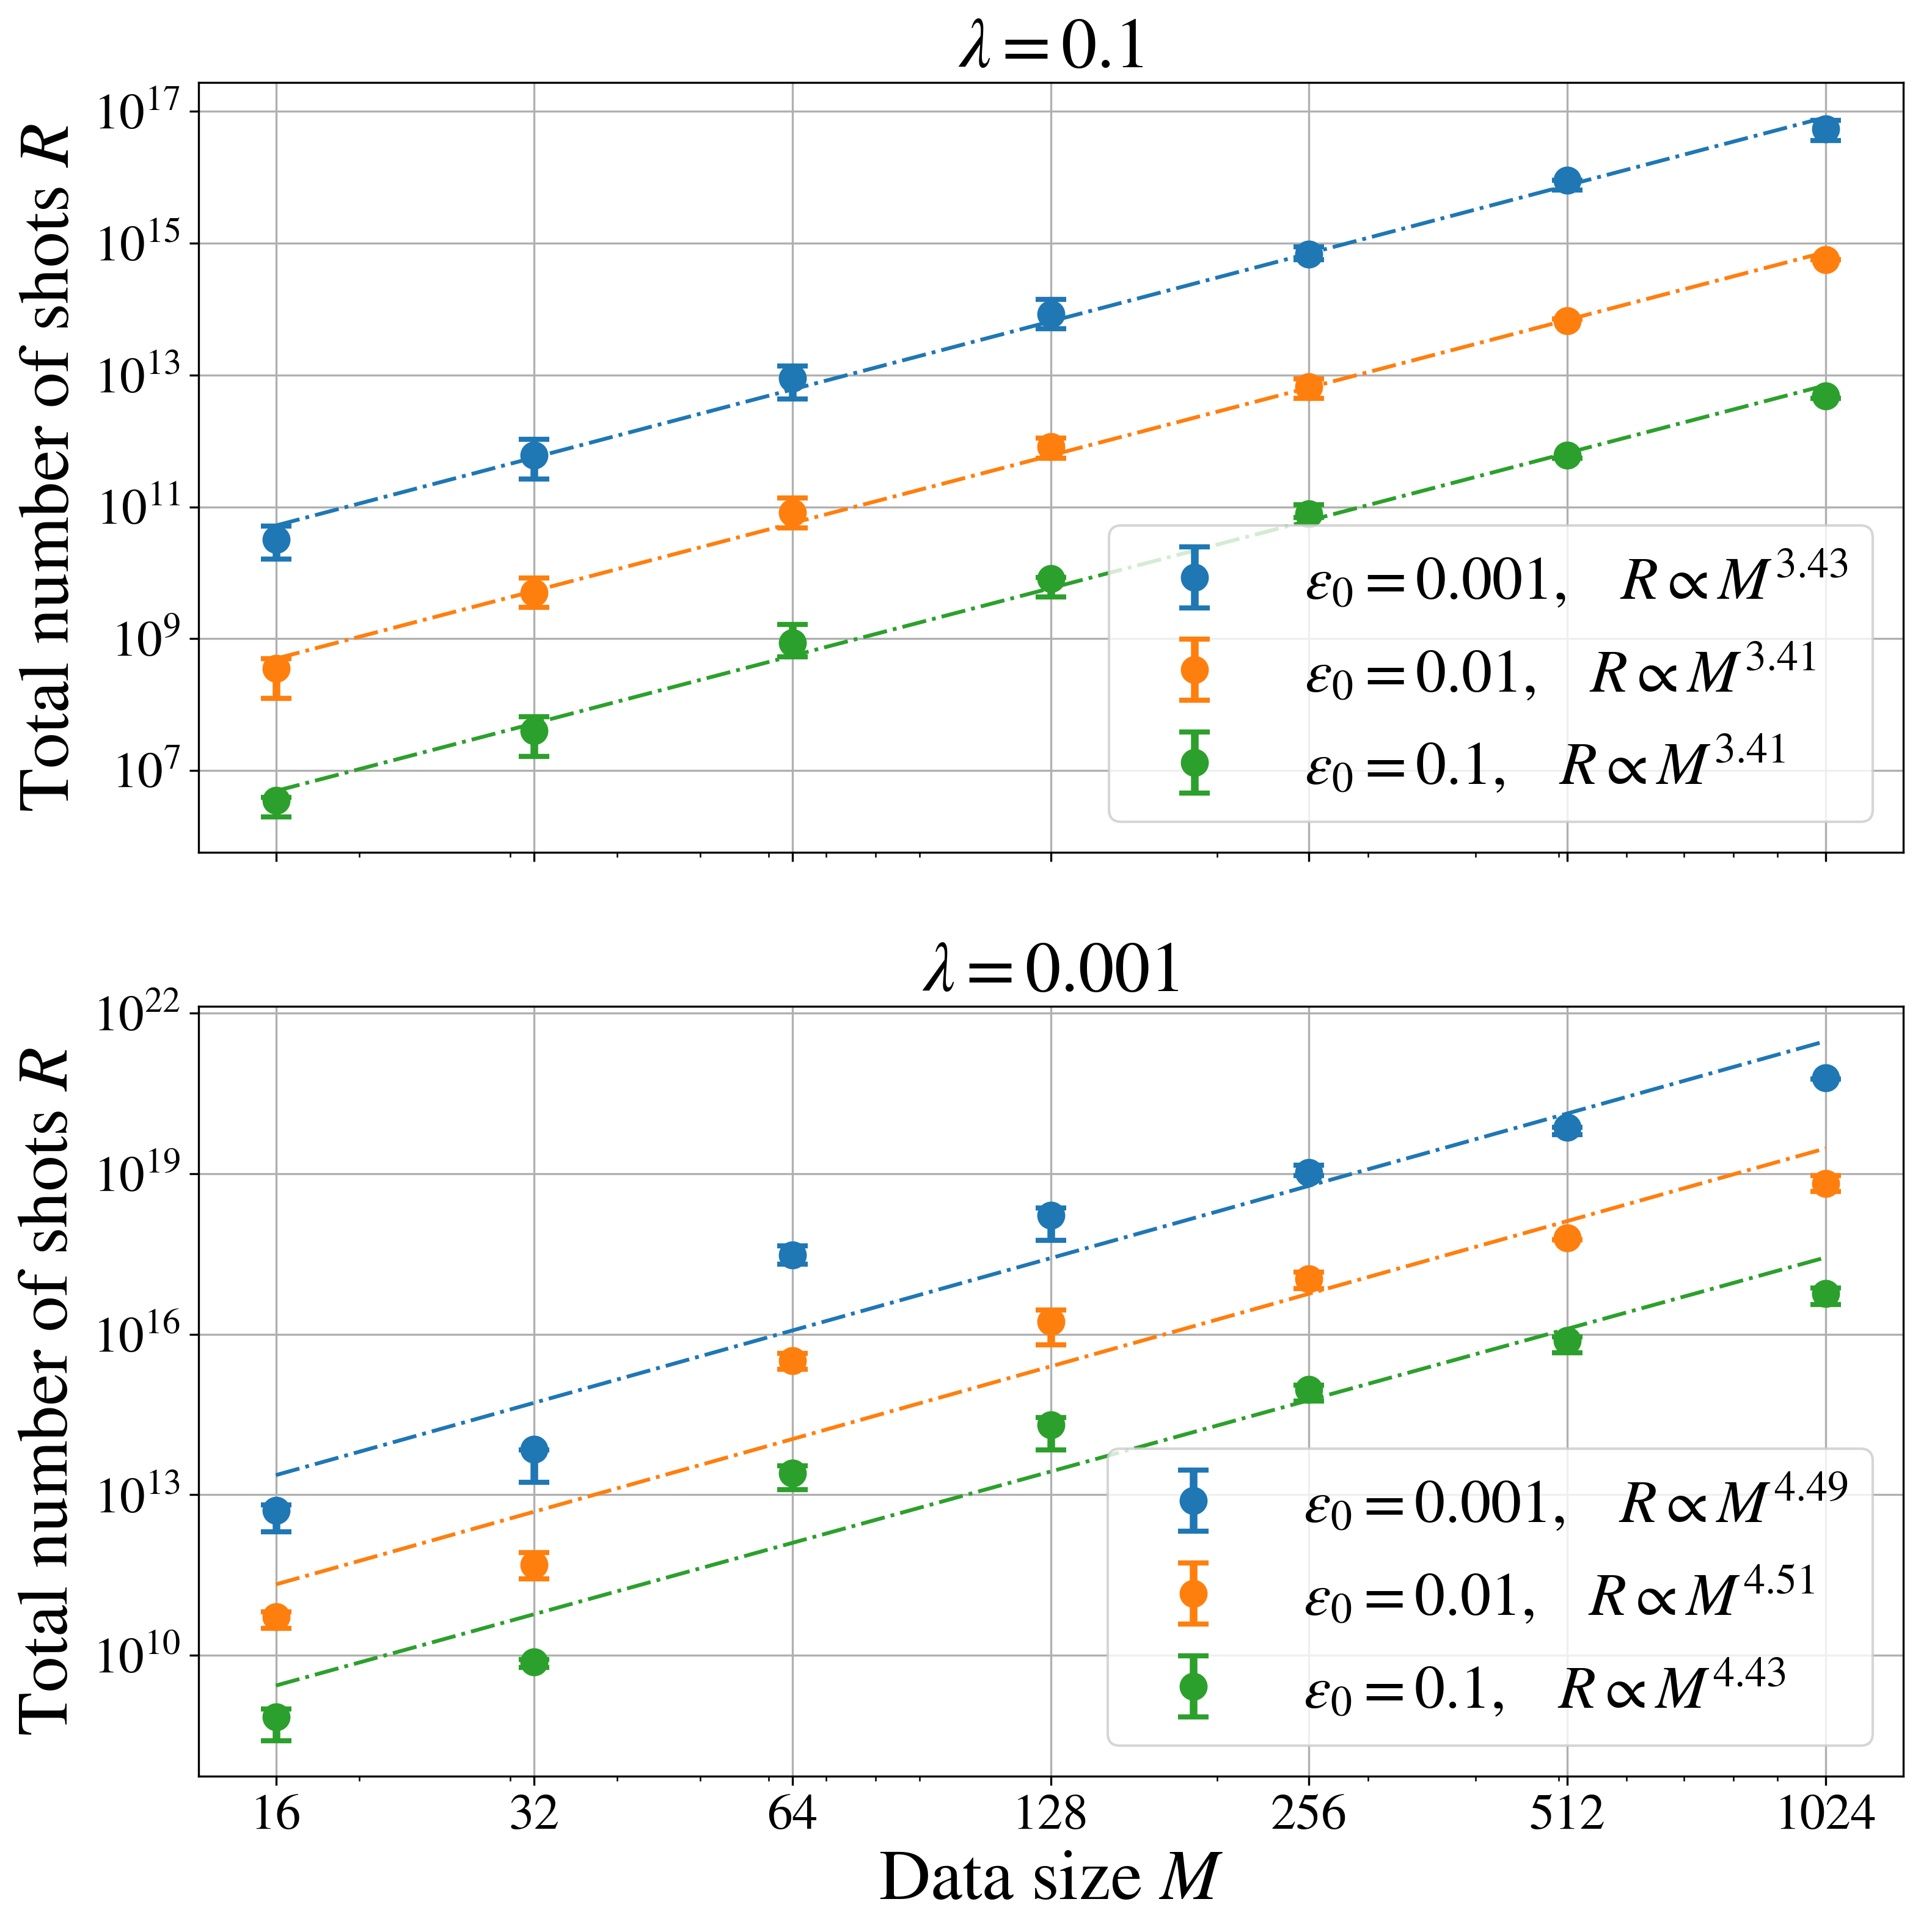 λ = 0.1
Total number of shots R
10^17
10^15
10^13
10^11
10^9
10^7
ε₀ = 0.001, R ∝ M^3.43
ε₀ = 0.01, R ∝ M^3.41
ε₀ = 0.1, R ∝ M^3.41
λ = 0.001
Total number of shots R
10^22
10^19
10^16
10^13
10^10
ε₀ = 0.001, R ∝ M^4.49
ε₀ = 0.01, R ∝ M^4.51
ε₀ = 0.1, R ∝ M^4.43
16 32 64 128 256 512 1024
Data size M